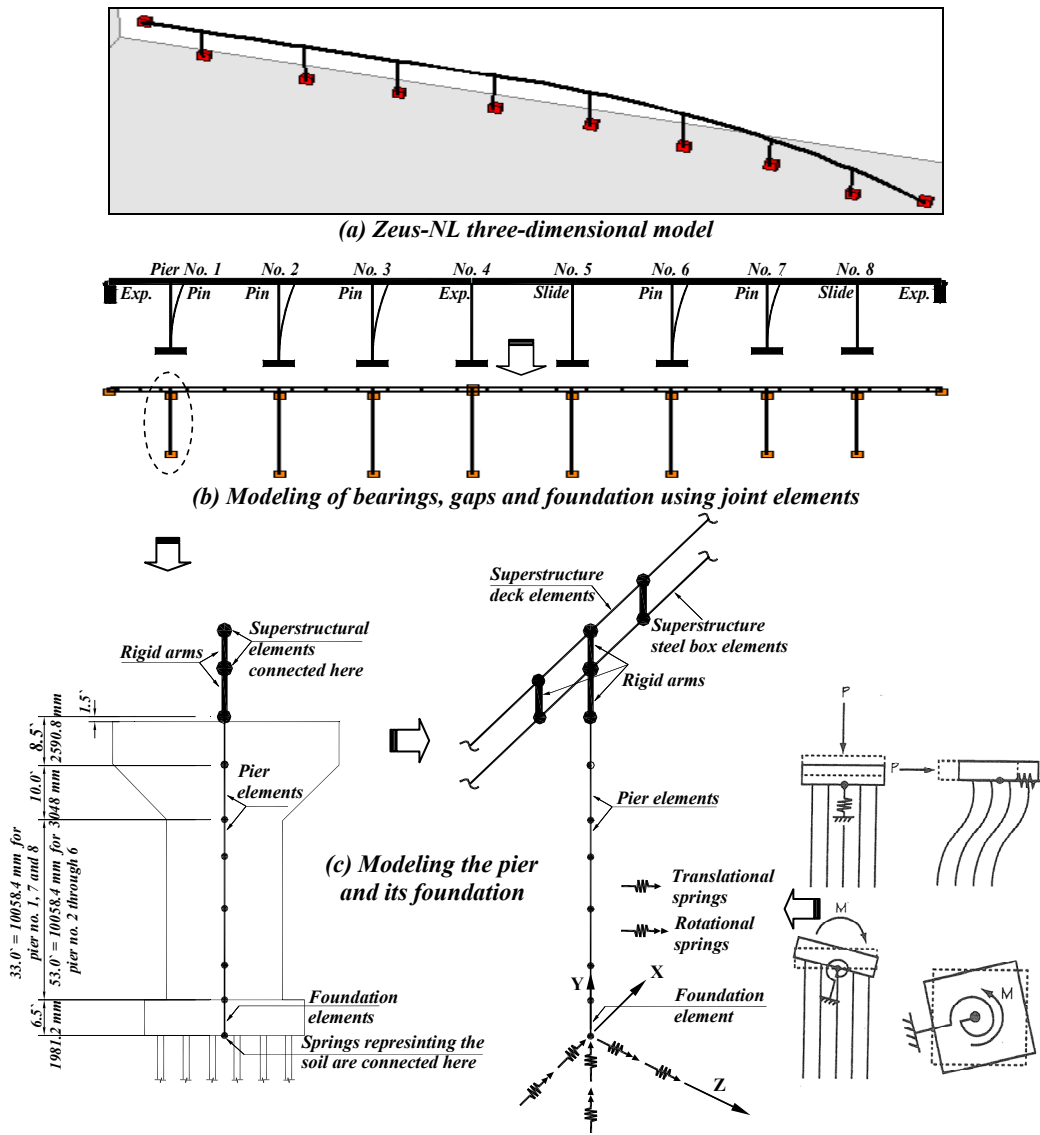 (a) Zeus-NL three-dimensional model
Pier No. 1 No. 2 No. 3 No. 4 No. 5 No. 6 No. 7 No. 8
Exp. Pin Pin Pin Exp. Slide Pin Pin Slide Exp.
(b) Modeling of bearings, gaps and foundation using joint elements
Superstructure
deck elements
Superstructure
steel box elements
Rigid arms
Superstructural
elements
connected here
Rigid arms
1.5`
8.5`
2590.8 mm
10.0`
3048 mm
33.0` = 10058.4 mm for
pier no. 1, 7 and 8
53.0` = 10058.4 mm for
pier no. 2 through 6
6.5`
1981.2 mm
Pier
elements
Pier elements
(c) Modeling the pier
and its foundation
Translational
springs
Rotational
springs
Foundation
elements
Springs represinting the
soil are connected here
Y
X
Z
Foundation
element
P
P
M
M